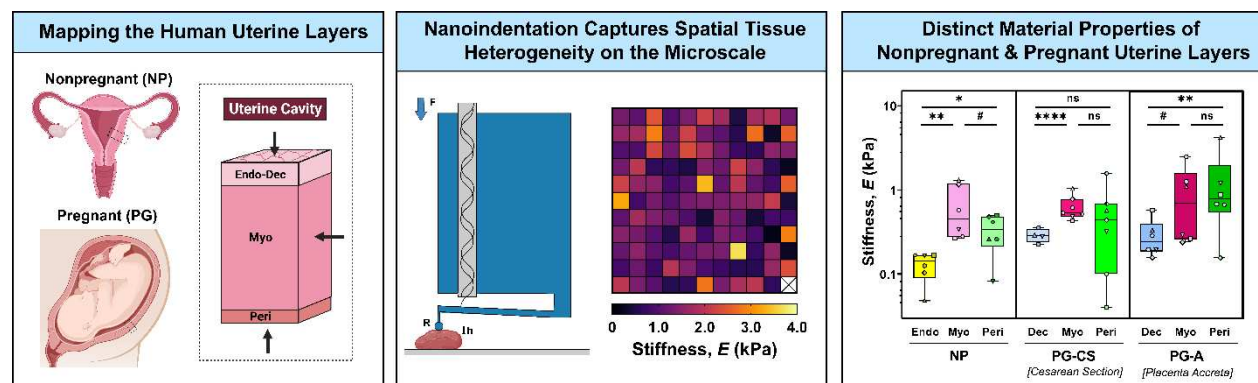 Mapping the Human Uterine Layers
Nonpregnant (NP)
Pregnant (PG)
Uterine Cavity
Endo-Dec
Myo
Peri
Nanoindentation Captures Spatial Tissue
Heterogeneity on the Microscale
F
R
Ih
0 1.0 2.0 3.0 4.0
Stiffness, E (kPa)
Distinct Material Properties of
Nonpregnant & Pregnant Uterine Layers
Stiffness, E (kPa)
10
1
0.1
*
** #
ns
**** ns
**
# ns
Endo Myo Peri
NP
Dec Myo Peri
PG-CS
[Cesarean Section]
Dec Myo Peri
PG-A
[Placenta Accreta]